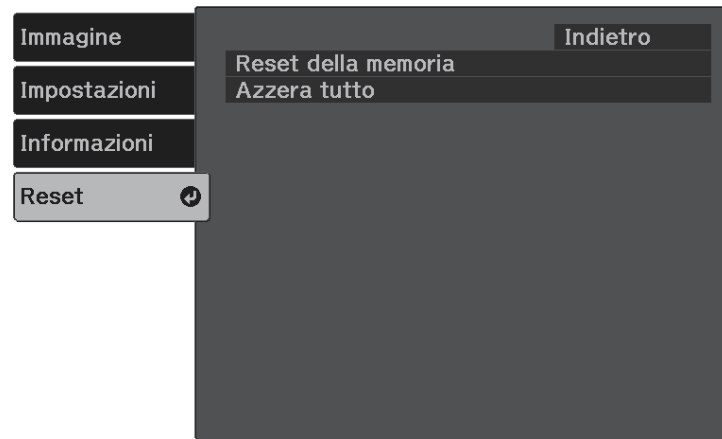 Immagine
Impostazioni
Informazioni
Reset
Indietro
Reset della memoria
Azzera tutto